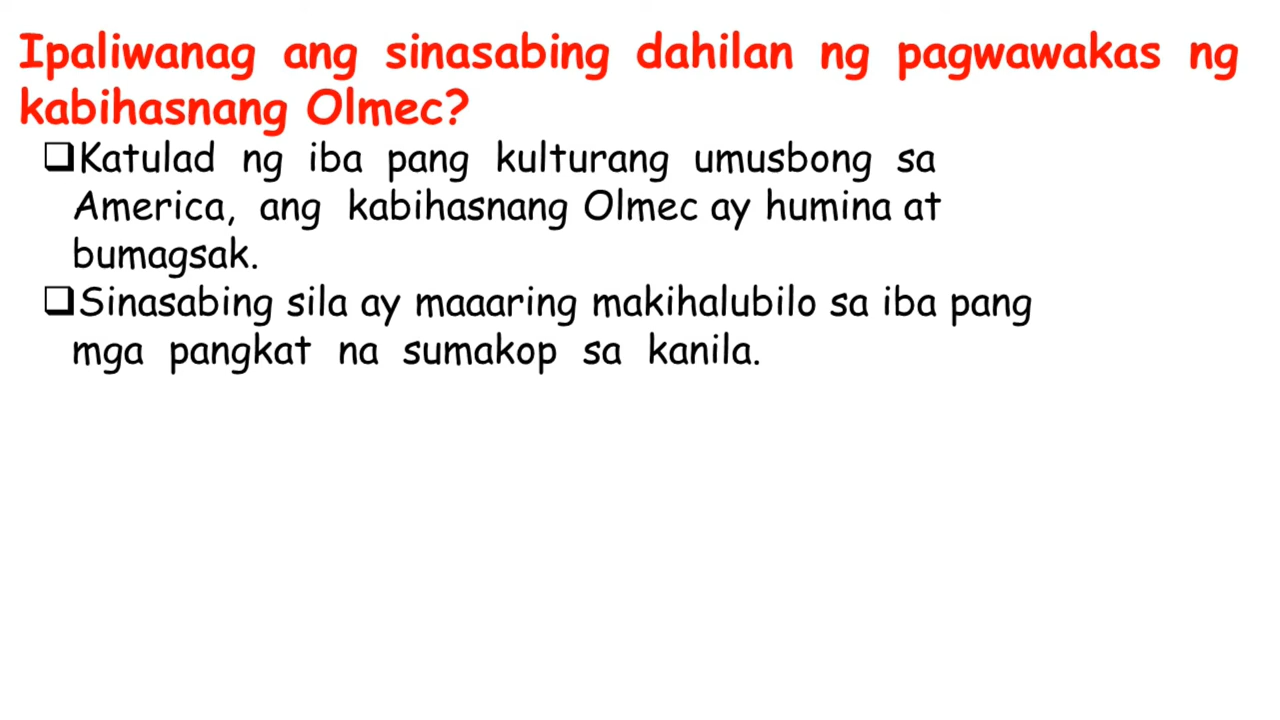 Ipaliwanag ang sinasabing dahilan ng pagwawakas ng
kabihasnang Olmec?
❑Katulad ng iba pang kulturang umusbong sa
America, ang kabihasnang Olmec ay humina at
bumagsak.
❑Sinasabing sila ay maaaring makihalubilo sa iba pang
mga pangkat na sumakop sa kanila.